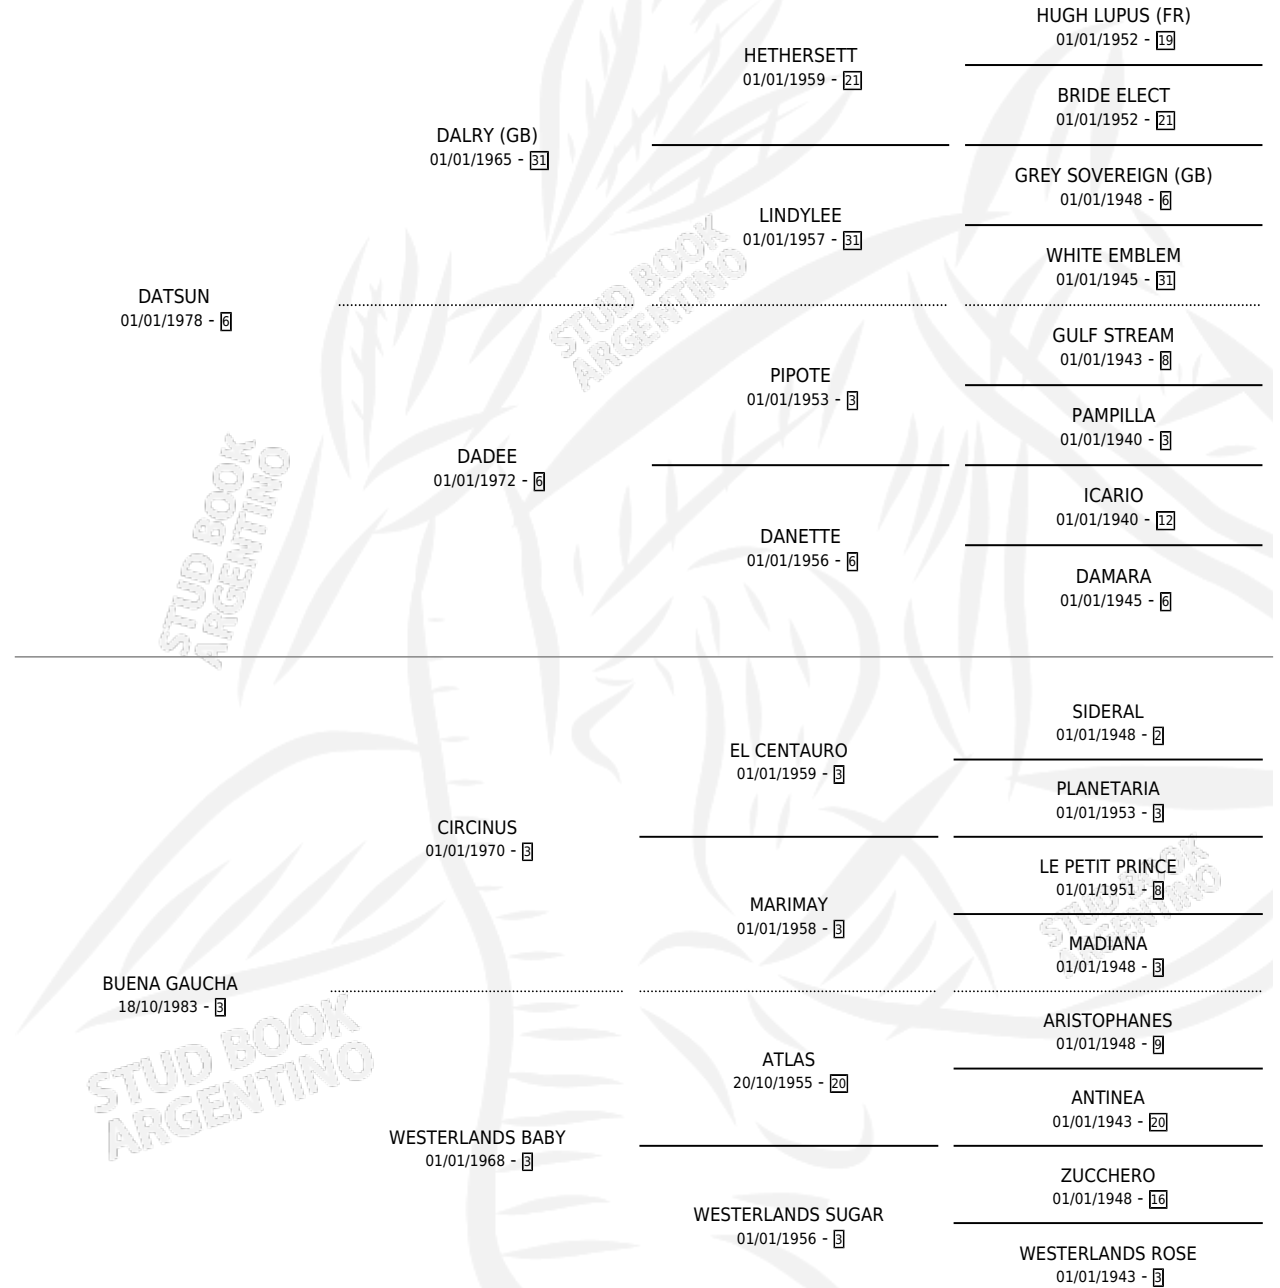 HUGH LUPUS (FR)
01/01/1952 - 19
HETHERSETT
01/01/1959 - 21
BRIDE ELECT
01/01/1952 - 21
DALRY (GB)
01/01/1965 - 31
GREY SOVEREIGN (GB)
01/01/1948 - 6
LINDYLEE
01/01/1957 - 31
WHITE EMBLEM
01/01/1945 - 31
DATSUN
01/01/1978 - 6
GULF STREAM
01/01/1943 - 8
PIPOTE
01/01/1953 - 3
PAMPILLA
01/01/1940 - 3
DADEE
01/01/1972 - 6
ICARIO
01/01/1940 - 12
DANETTE
01/01/1956 - 6
DAMARA
01/01/1945 - 6
SIDERAL
01/01/1948 - 2
EL CENTAURO
01/01/1959 - 3
PLANETARIA
01/01/1953 - 3
CIRCINUS
01/01/1970 - 3
LE PETIT PRINCE
01/01/1951 - 8
MARIMAY
01/01/1958 - 3
MADIANA
01/01/1948 - 3
BUENA GAUCHA
18/10/1983 - 3
ARISTOPHANES
01/01/1948 - 9
ATLAS
20/10/1955 - 20
ANTINEA
01/01/1943 - 20
WESTERLANDS BABY
01/01/1968 - 3
ZUCCHERO
01/01/1948 - 16
WESTERLANDS SUGAR
01/01/1956 - 3
WESTERLANDS ROSE
01/01/1943 - 3
STUD BOOK
ARGENTINO
STUD BOOK
ARGENTINO
STUD BOOK
ARGENTINO
STUD BOOK
ARGENTINO